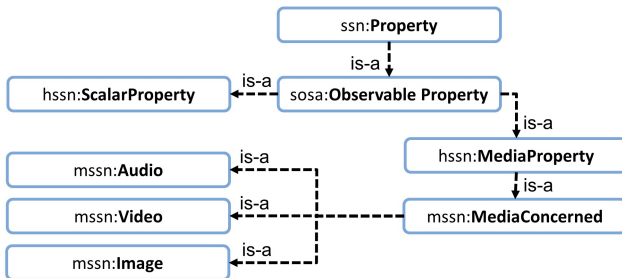 ssn:Property
is-a
is-a
hssn:ScalarProperty
sosa:Observable Property
is-a
hssn:MediaProperty
is-a
mssn:Audio
is-a
mssn:Video
is-a
mssn:MediaConcerned
is-a
mssn:Image